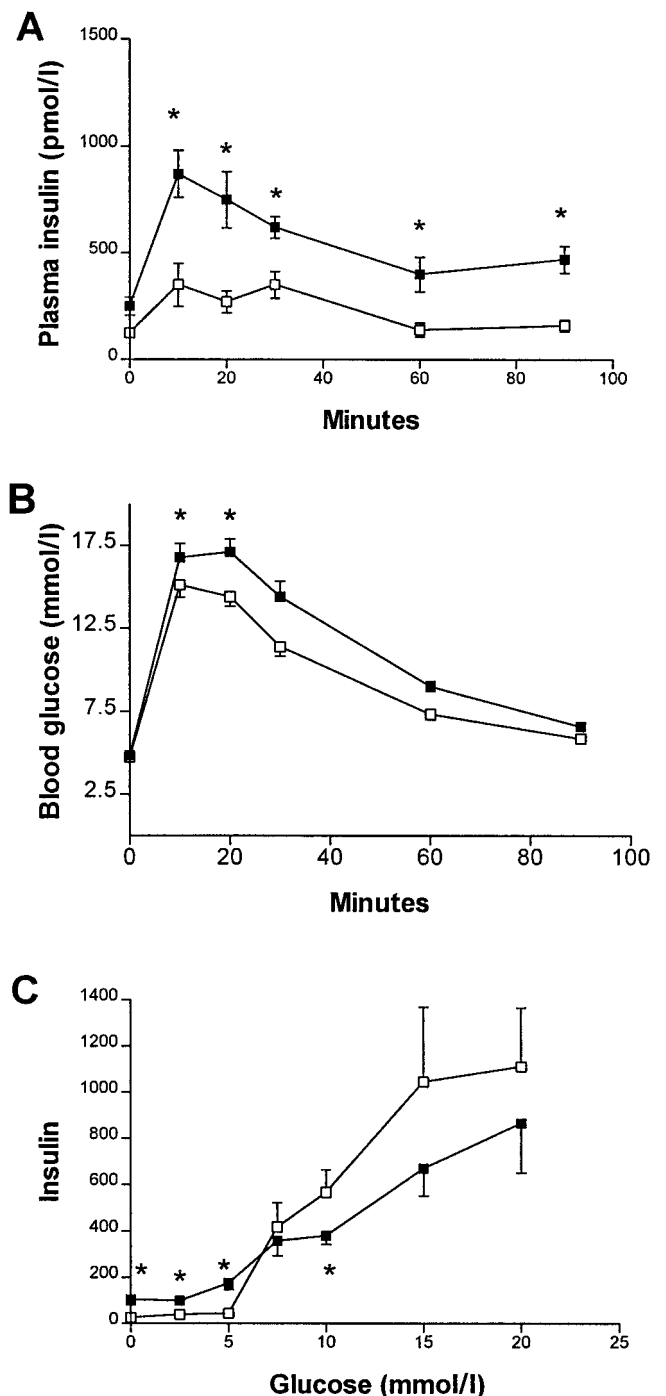 A
Plasma insulin (pmol/l)
1500
1000
500
0
* * * * *
0 20 40 60 80 100
Minutes
B
Blood glucose (mmol/l)
17.5
12.5
7.5
2.5
* *
0 20 40 60 80 100
Minutes
C
Insulin
1400
1200
1000
800
600
400
200
0
* * * *
0 5 10 15 20 25
Glucose (mmol/l)